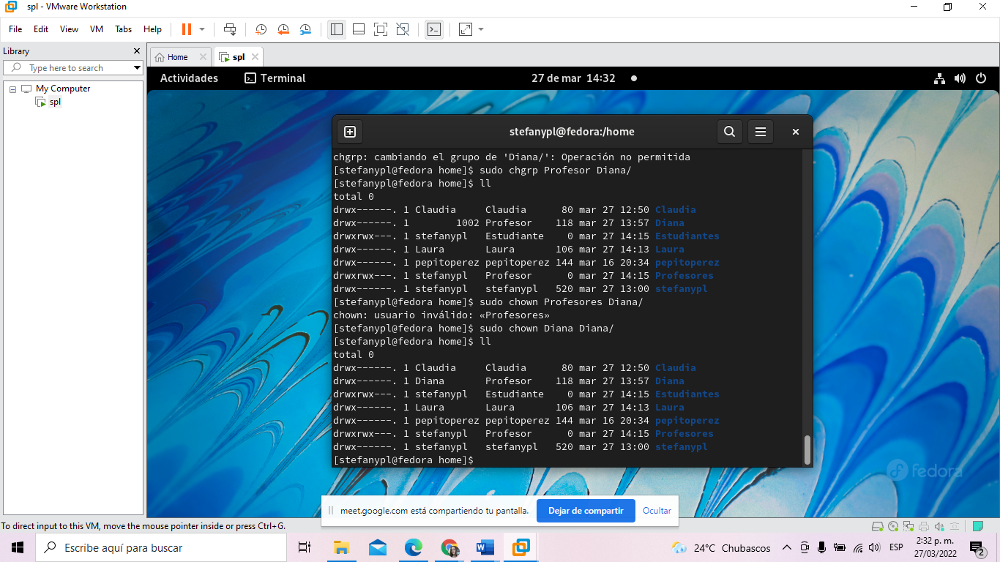 spl - VMware Workstation
File Edit View VM Tabs Help
Library
Type here to search
My Computer
spl
Home
spl
Actividades
Terminal
27 de mar 14:32
stefanypl@fedora:/home
chgrp: cambiando el grupo de 'Diana/': Operación no permitida
[stefanypl@fedora home]$ sudo chgrp Profesor Diana/
[stefanypl@fedora home]$ ll
total 0
drwx------. 1 Claudia     Claudia      80 mar 27 12:50 Claudia
drwx------. 1        1002 Profesor    118 mar 27 13:57 Diana
drwxrwx---. 1 stefanypl   Estudiante    0 mar 27 14:15 Estudiantes
drwx------. 1 Laura       Laura       106 mar 27 14:13 Laura
drwx------. 1 pepitoperez pepitoperez 144 mar 16 20:34 pepitoperez
drwxrwx---. 1 stefanypl   Profesor      0 mar 27 14:15 Profesores
drwx------. 1 stefanypl   stefanypl   520 mar 27 13:00 stefanypl
[stefanypl@fedora home]$ sudo chown Profesores Diana/
chown: usuario inválido: «Profesores»
[stefanypl@fedora home]$ sudo chown Diana Diana/
[stefanypl@fedora home]$ ll
total 0
drwx------. 1 Claudia     Claudia      80 mar 27 12:50 Claudia
drwx------. 1 Diana       Profesor    118 mar 27 13:57 Diana
drwxrwx---. 1 stefanypl   Estudiante    0 mar 27 14:15 Estudiantes
drwx------. 1 Laura       Laura       106 mar 27 14:13 Laura
drwx------. 1 pepitoperez pepitoperez 144 mar 16 20:34 pepitoperez
drwxrwx---. 1 stefanypl   Profesor      0 mar 27 14:15 Profesores
drwx------. 1 stefanypl   stefanypl   520 mar 27 13:00 stefanypl
[stefanypl@fedora home]$
fedora
meet.google.com está compartiendo tu pantalla.
Dejar de compartir
Ocultar
To direct input to this VM, move the mouse pointer inside or press Ctrl+G.
Escribe aquí para buscar
24°C Chubascos
ESP
2:32 p. m.
27/03/2022
2